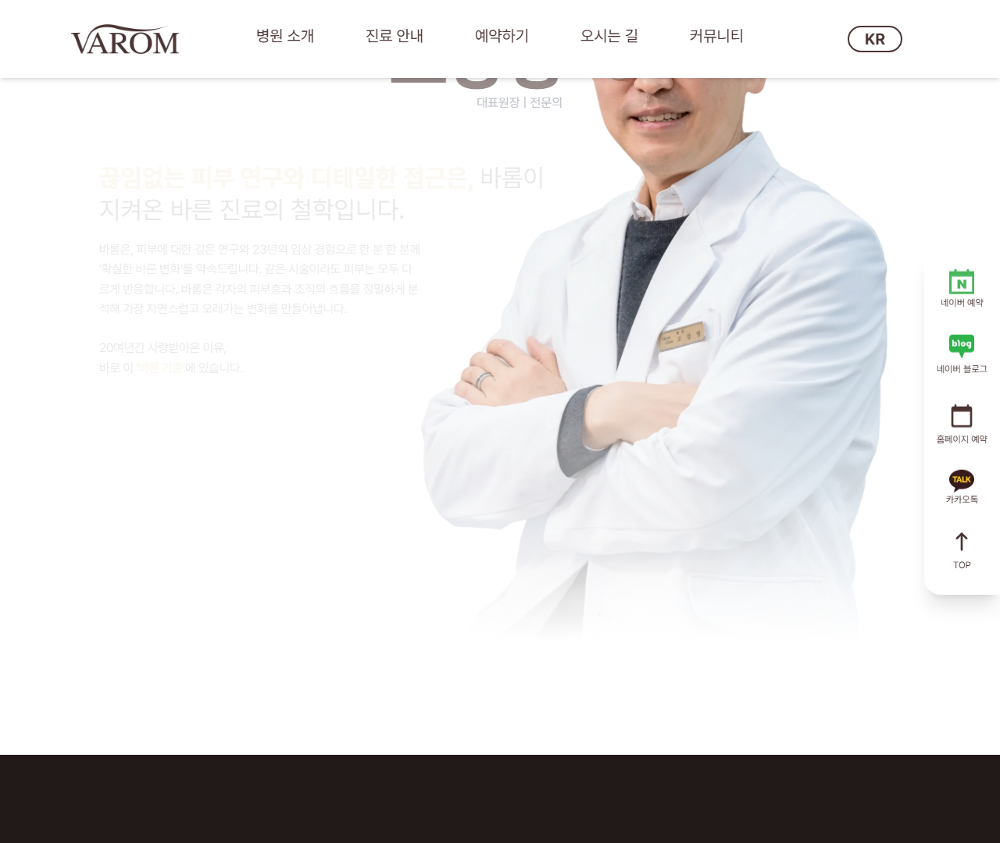 VAROM
병원 소개
진료 안내
예약하기
오시는 길
커뮤니티
KR
대표원장 | 전문의
끊임없는 피부 연구와 디테일한 접근은, 바롬이
지켜온 바른 진료의 철학입니다.
바롬은, 피부에 대한 깊은 연구와 23년의 임상 경험으로 한 분 한 분께
'확실한 바른 변화'를 약속드립니다. 같은 시술이라도 피부는 모두 다
르게 반응합니다. 바롬은 각자의 피부층과 조직의 흐름을 정밀하게 분
석해 가장 자연스럽고 오래가는 변화를 만들어냅니다.
20여년간 사랑받아온 이유,
바로 이 '바른 기준'에 있습니다.
N
네이버 예약
blog
네이버 블로그
홈페이지 예약
TALK
카카오톡
TOP